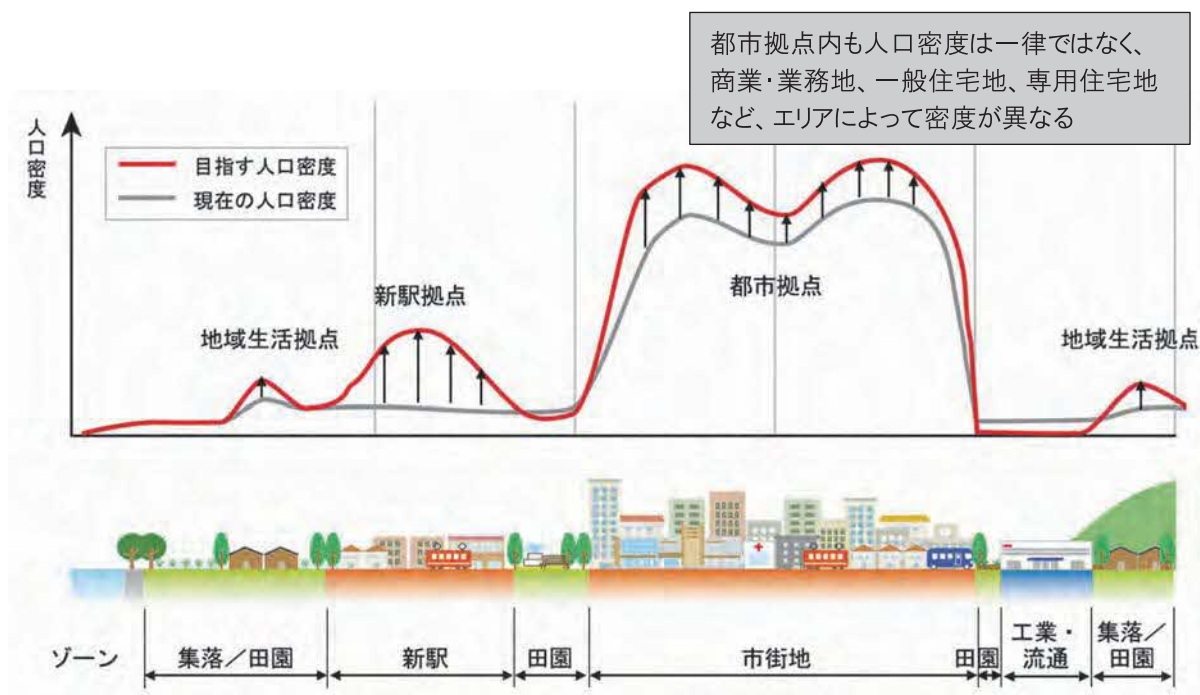 都市拠点内も人口密度は一律ではなく、
商業・業務地、一般住宅地、専用住宅地
など、エリアによって密度が異なる
人口密度
目指す人口密度
現在の人口密度
新駅拠点
都市拠点
地域生活拠点
地域生活拠点
ゾーン
集落／田園
新駅
田園
市街地
田園
工業・
流通
集落／
田園